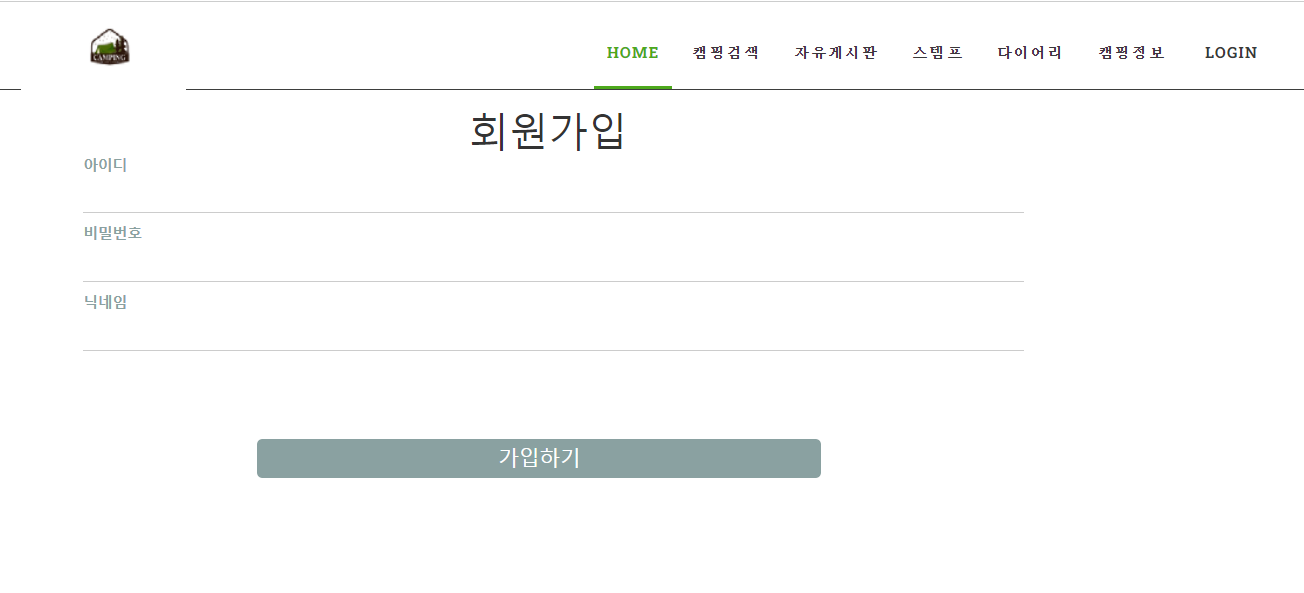 CAMPING
HOME 캠핑검색 자유게시판 스템프 다이어리 캠핑정보 LOGIN
회원가입
아이디
비밀번호
닉네임
가입하기